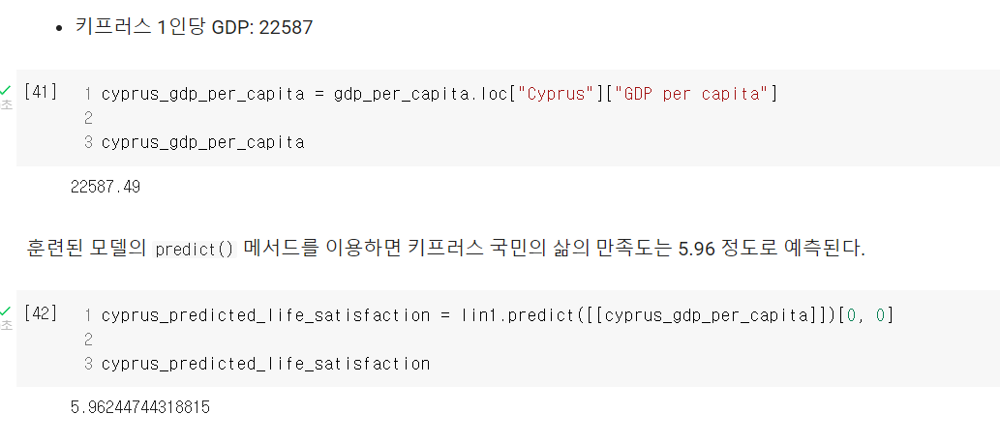 • 키프러스 1인당 GDP: 22587
초
[41]
1 cyprus_gdp_per_capita = gdp_per_capita.loc["Cyprus"]["GDP per capita"]
2
3 cyprus_gdp_per_capita
22587.49
훈련된 모델의 predict() 메서드를 이용하면 키프러스 국민의 삶의 만족도는 5.96 정도로 예측된다.
초
[42]
1 cyprus_predicted_life_satisfaction = lin1.predict([[cyprus_gdp_per_capita]])[0, 0]
2
3 cyprus_predicted_life_satisfaction
5.96244744318815